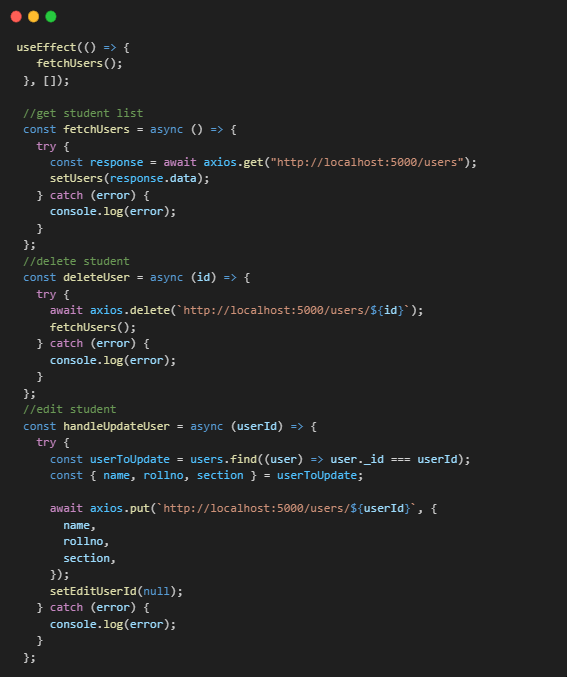 useEffect(() => {
   fetchUsers();
 }, []);

 //get student list
 const fetchUsers = async () => {
   try {
     const response = await axios.get("http://localhost:5000/users");
     setUsers(response.data);
   } catch (error) {
     console.log(error);
   }
 };
 //delete student
 const deleteUser = async (id) => {
   try {
     await axios.delete(`http://localhost:5000/users/${id}`);
     fetchUsers();
   } catch (error) {
     console.log(error);
   }
 };
 //edit student
 const handleUpdateUser = async (userId) => {
   try {
     const userToUpdate = users.find((user) => user._id === userId);
     const { name, rollno, section } = userToUpdate;

     await axios.put(`http://localhost:5000/users/${userId}`, {
       name,
       rollno,
       section,
     });
     setEditUserId(null);
   } catch (error) {
     console.log(error);
   }
 };